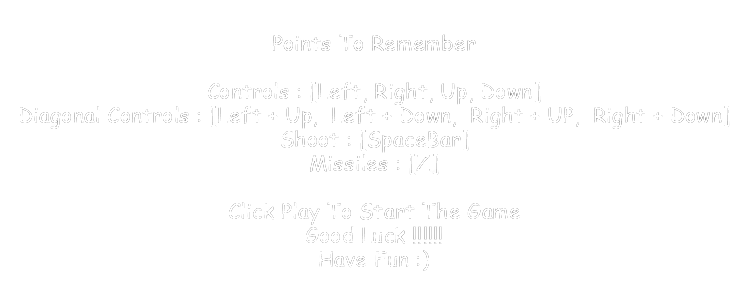 Points To Remember
Controls : [Left, Right, Up, Down]
Diagonal Controls : [Left + Up, Left + Down, Right + UP, Right + Down]
Shoot : [SpaceBar]
Missiles : [Z]
Click Play To Start The Game
Good Luck !!!!!!
Have Fun :)